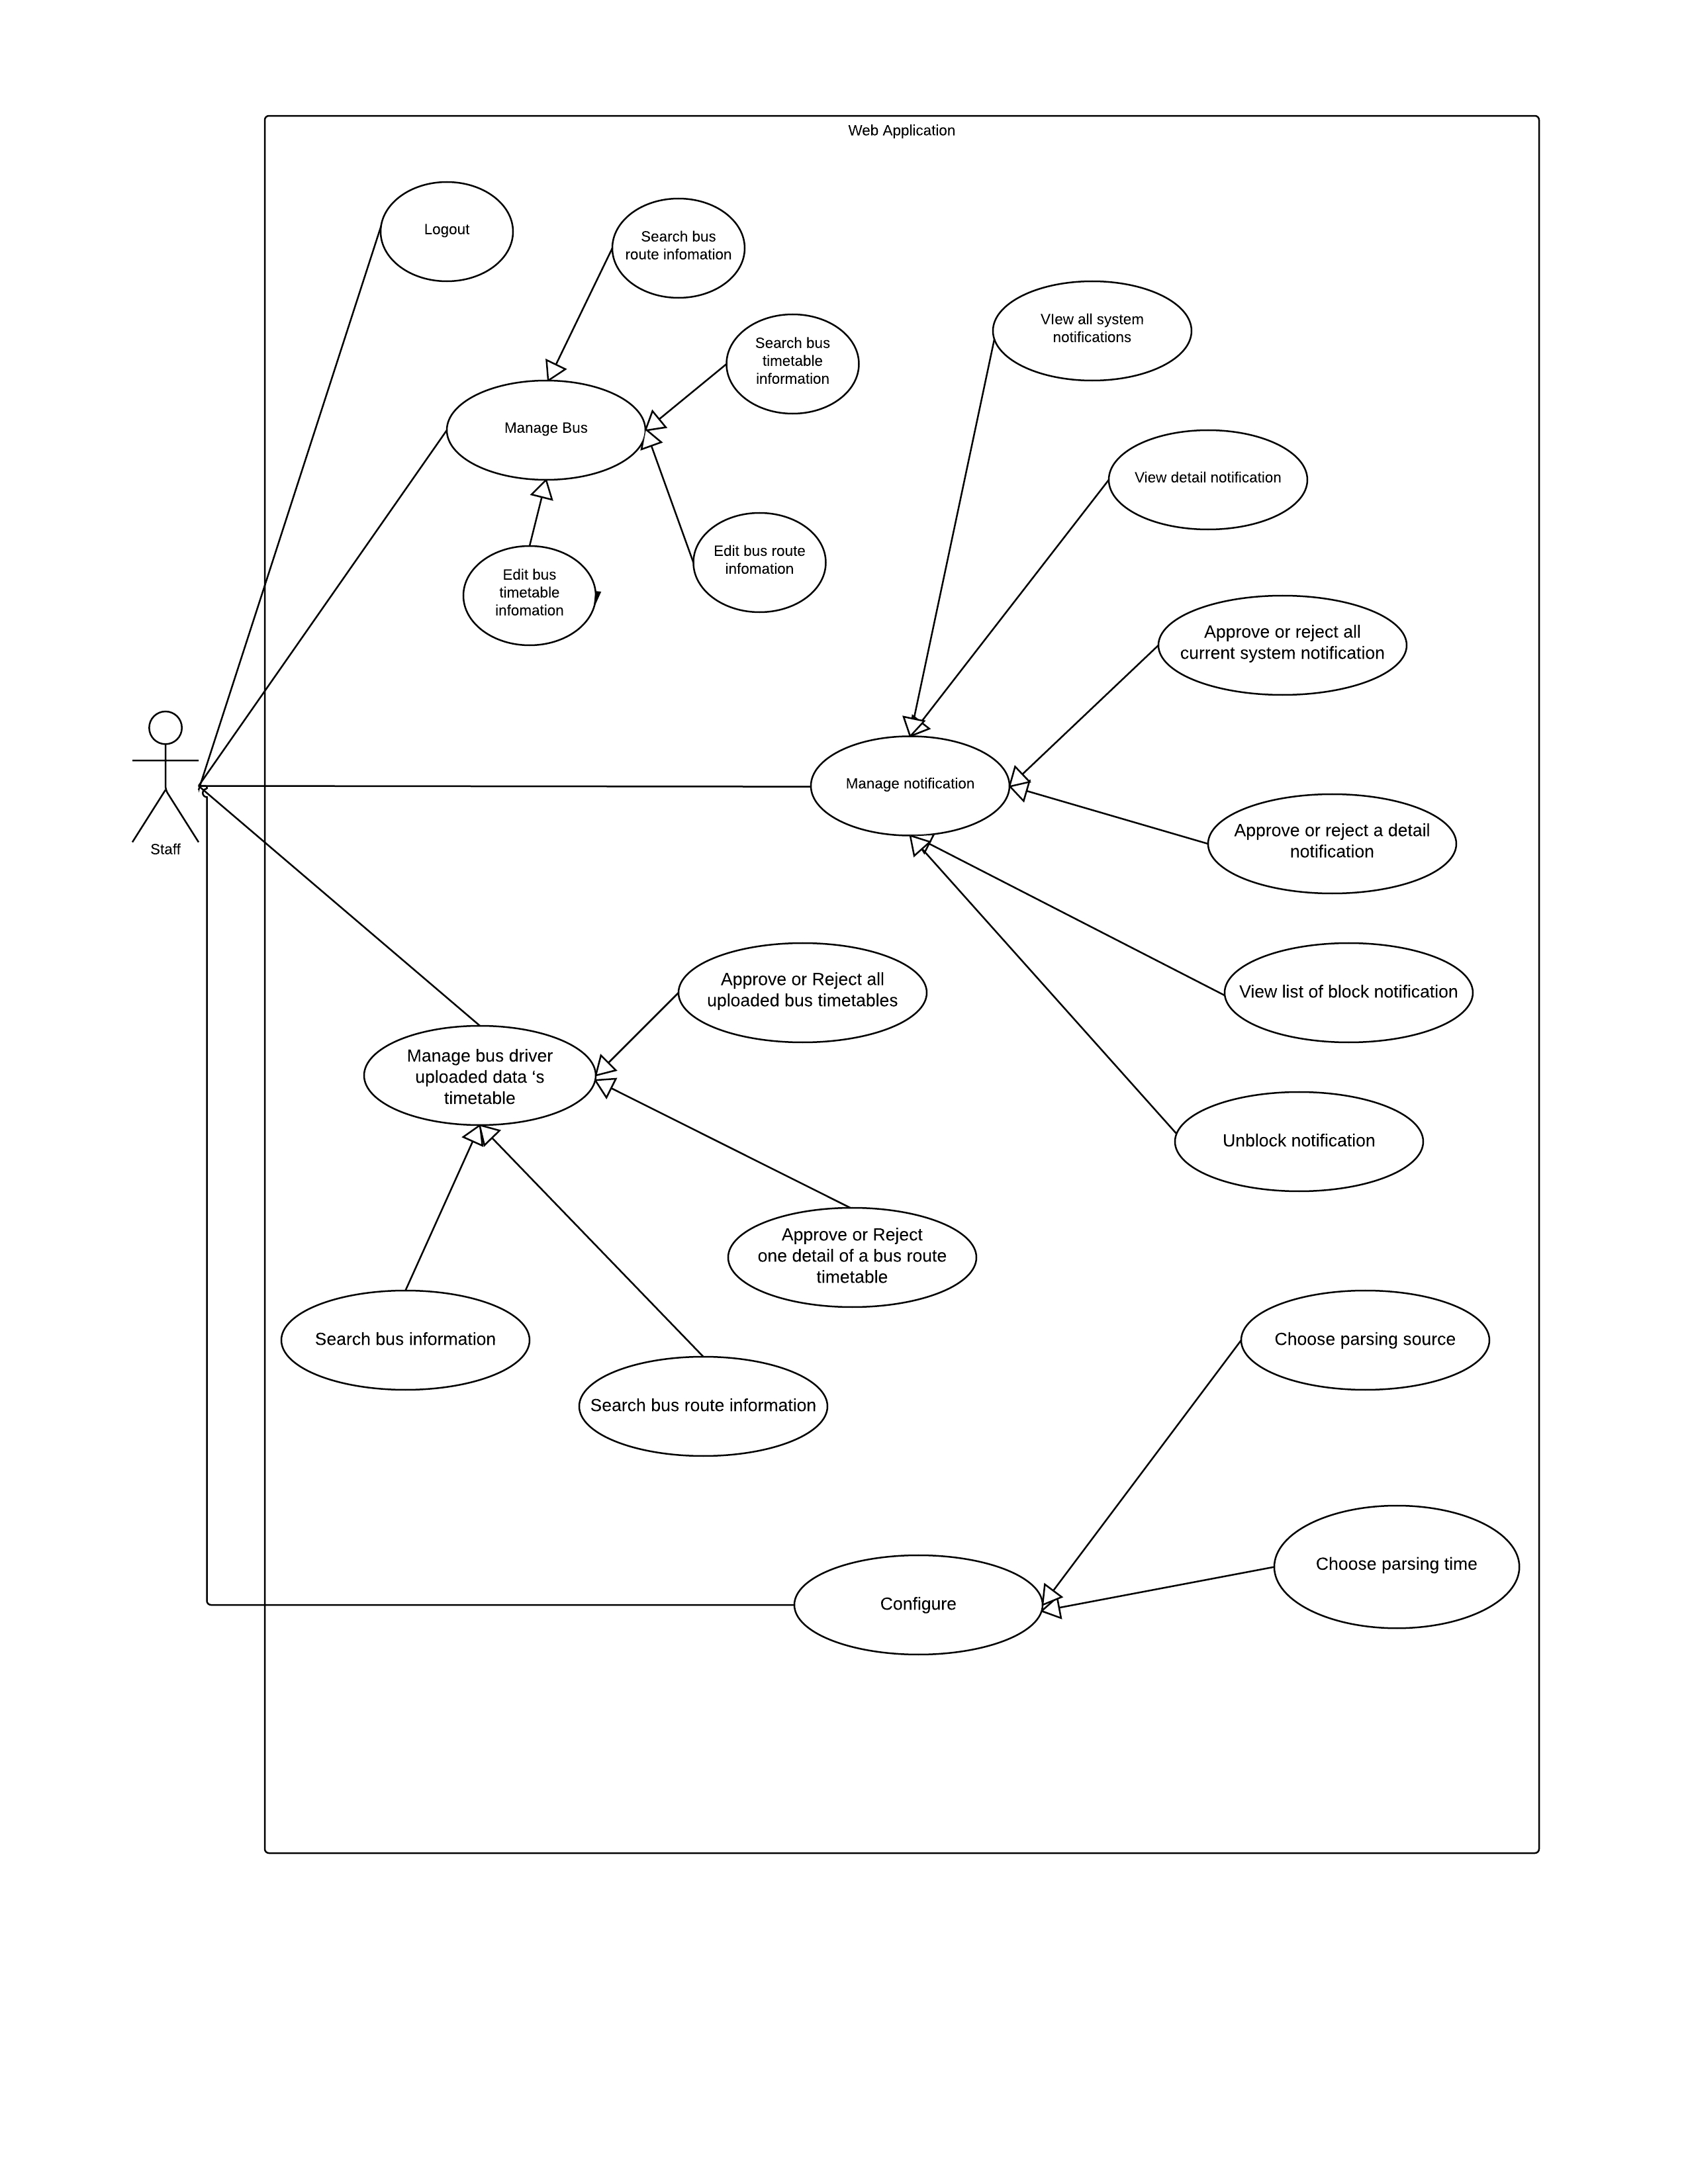 Web Application
Logout
Search bus
route infomation
Search bus
timetable
information
Manage Bus
Edit bus route
infomation
Edit bus
timetable
infomation
VIew all system
notifications
View detail notification
Approve or reject all
current system notification
Manage notification
Approve or reject a detail
notification
Staff
View list of block notification
Unblock notification
Approve or Reject all
uploaded bus timetables
Manage bus driver
uploaded data ‘s
timetable
Approve or Reject
one detail of a bus route
timetable
Search bus information
Search bus route information
Choose parsing source
Choose parsing time
Configure